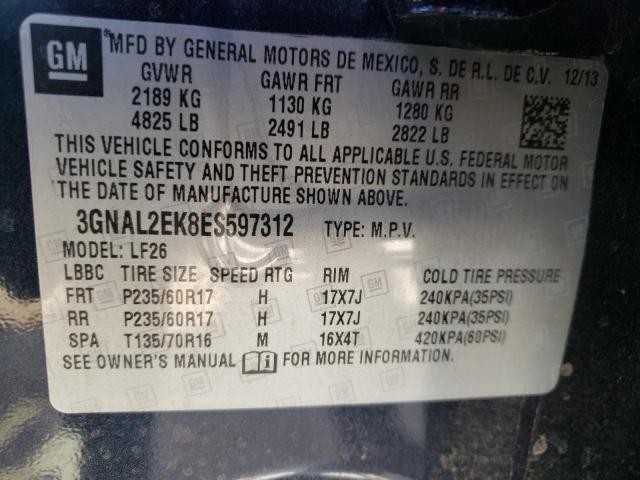 GM
*MFD BY GENERAL MOTORS DE MEXICO, S. DE R.L. DE C.V. 12/13
GVWR GAWR FRT GAWR RR
2189 KG 1130 KG 1280 KG
4825 LB 2491 LB 2822 LB
THIS VEHICLE CONFORMS TO ALL APPLICABLE U.S. FEDERAL MOTOR
VEHICLE SAFETY AND THEFT PREVENTION STANDARDS IN EFFECT ON
THE DATE OF MANUFACTURE SHOWN ABOVE.
3GNAL2EK8ES597312 TYPE: M.P.V.
MODEL: LF26
LBBC TIRE SIZE SPEED RTG RIM COLD TIRE PRESSURE
FRT P235/60R17 H 17X7J 240KPA(35PSI)
RR P235/60R17 H 17X7J 240KPA(35PSI)
SPA T135/70R16 M 16X4T 420KPA(60PSI)
SEE OWNER'S MANUAL FOR MORE INFORMATION.